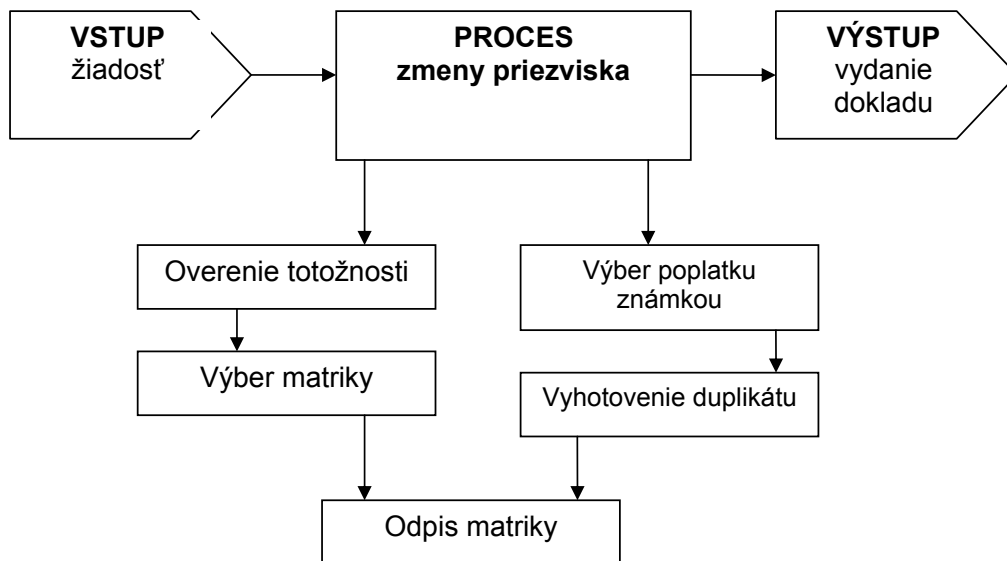 VSTUP
žiadosť
PROCES
zmeny priezviska
VÝSTUP
vydanie
dokladu
Overenie totožnosti
Výber poplatku
známkou
Výber matriky
Vyhotovenie duplikátu
Odpis matriky